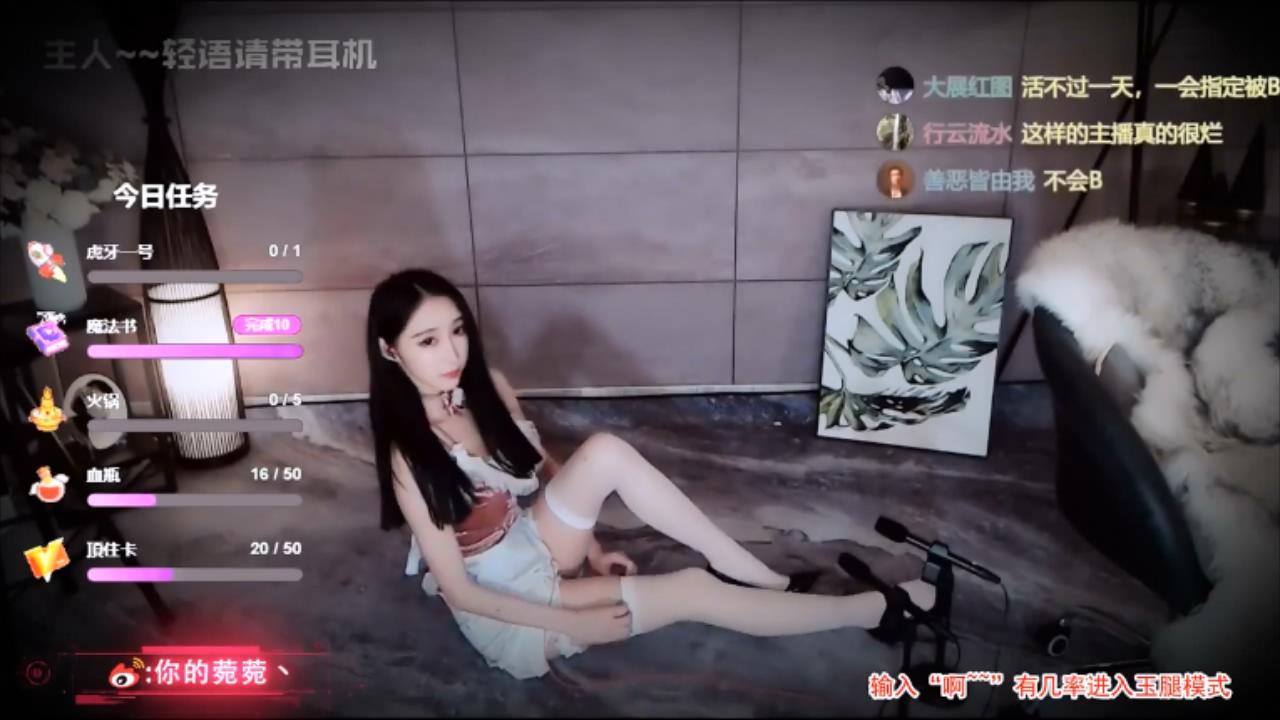 主人~~轻语请带耳机
大展红图 活不过一天，一会指定被B
行云流水 这样的主播真的很烂
善恶皆由我 不会B
今日任务
虎牙一号 0 / 1
魔法书 完成10
火锅 0 / 5
血瓶 16 / 50
顶住卡 20 / 50
:你的菀菀丶
输入“啊~~”有几率进入玉腿模式